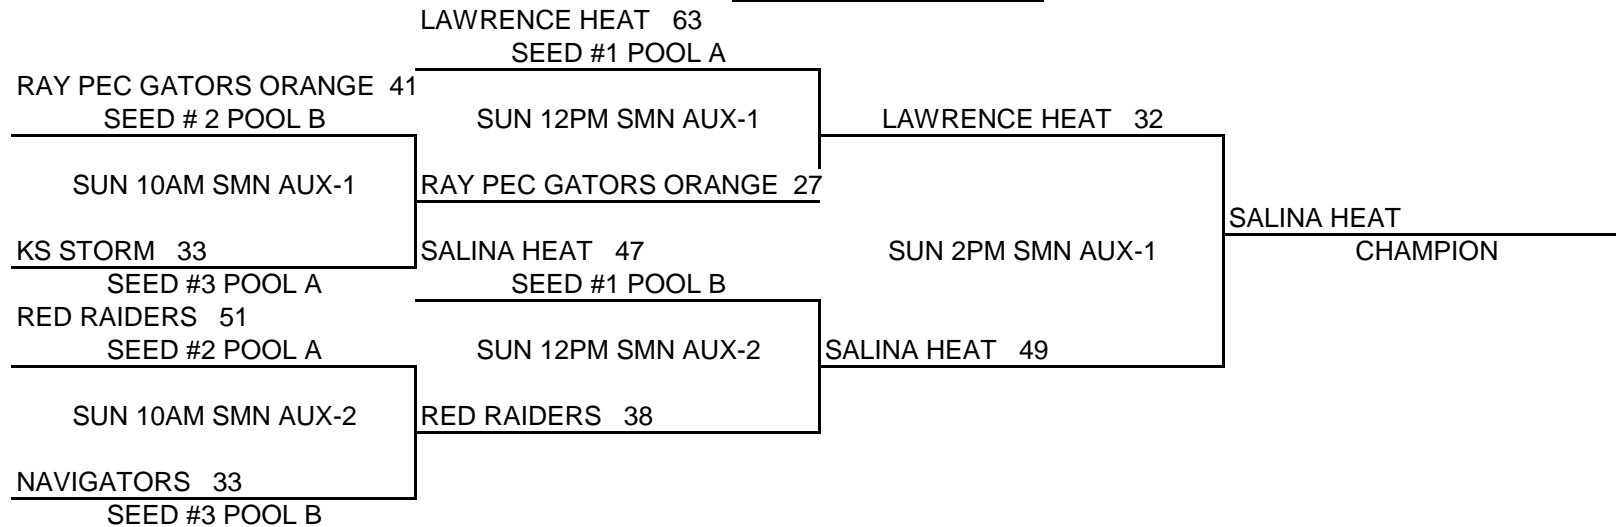 LAWRENCE HEAT 63
SEED #1 POOL A
RAY PEC GATORS ORANGE 41
SEED # 2 POOL B
SUN 12PM SMN AUX-1
LAWRENCE HEAT 32
SUN 10AM SMN AUX-1
RAY PEC GATORS ORANGE 27
SALINA HEAT
KS STORM 33
SALINA HEAT 47
SUN 2PM SMN AUX-1
CHAMPION
SEED #3 POOL A
SEED #1 POOL B
RED RAIDERS 51
SEED #2 POOL A
SUN 12PM SMN AUX-2
SALINA HEAT 49
SUN 10AM SMN AUX-2
RED RAIDERS 38
NAVIGATORS 33
SEED #3 POOL B